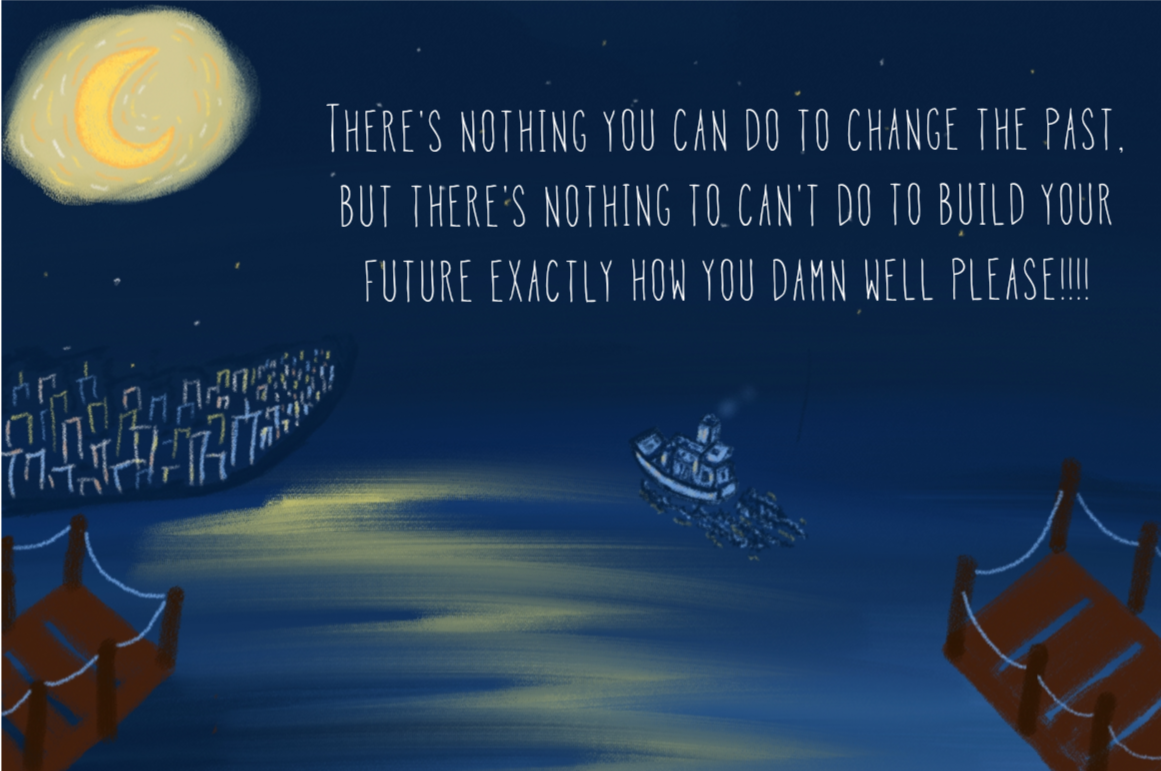 THERE'S NOTHING YOU CAN DO TO CHANGE THE PAST,
BUT THERE'S NOTHING TO CAN'T DO TO BUILD YOUR
FUTURE EXACTLY HOW YOU DAMN WELL PLEASE!!!!